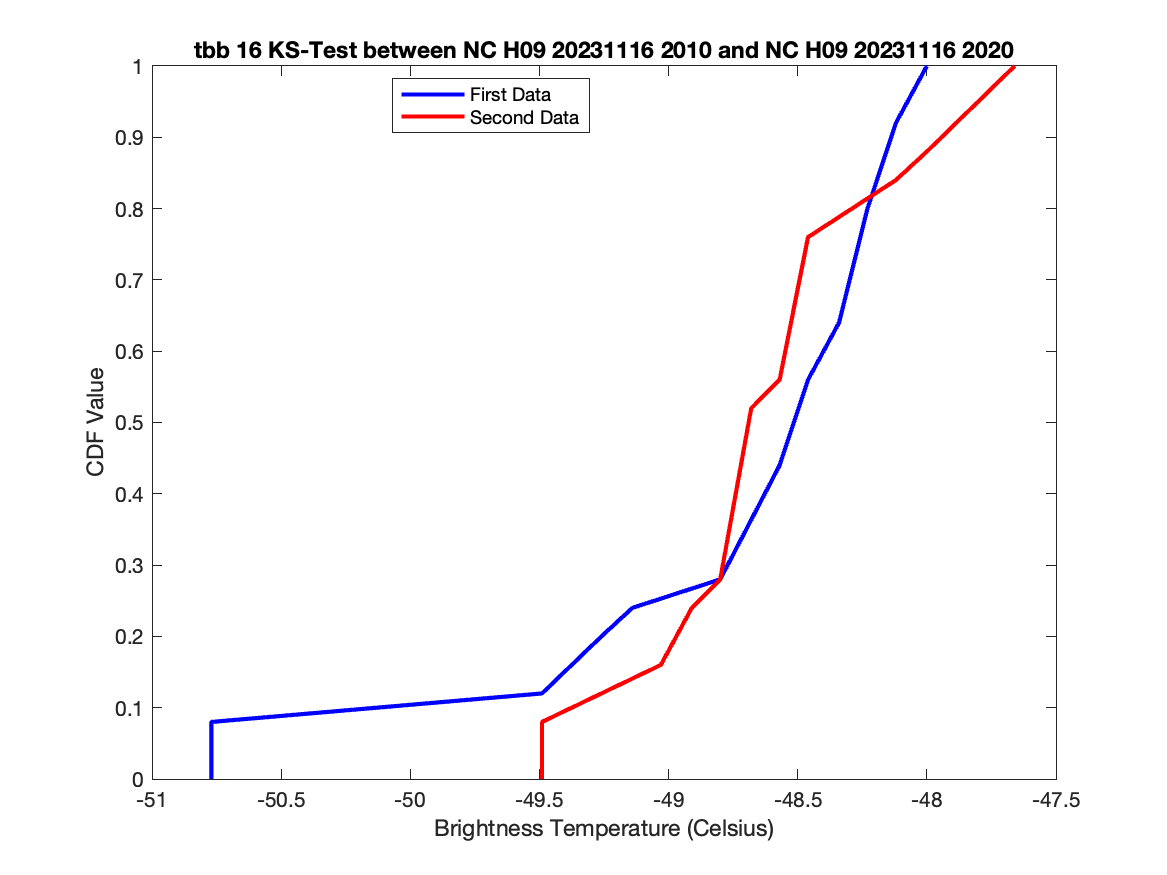 tbb 16 KS-Test between NC H09 20231116 2010 and NC H09 20231116 2020
First Data
Second Data
CDF Value
1
0.9
0.8
0.7
0.6
0.5
0.4
0.3
0.2
0.1
0
-51 -50.5 -50 -49.5 -49 -48.5 -48 -47.5
Brightness Temperature (Celsius)